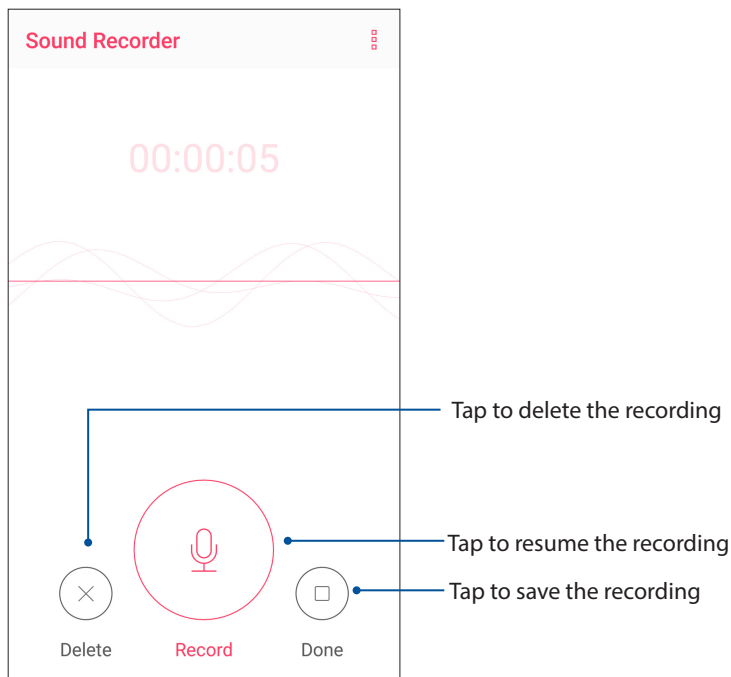 Sound Recorder
00:00:05
Tap to delete the recording
Tap to resume the recording
Tap to save the recording
Delete
Record
Done